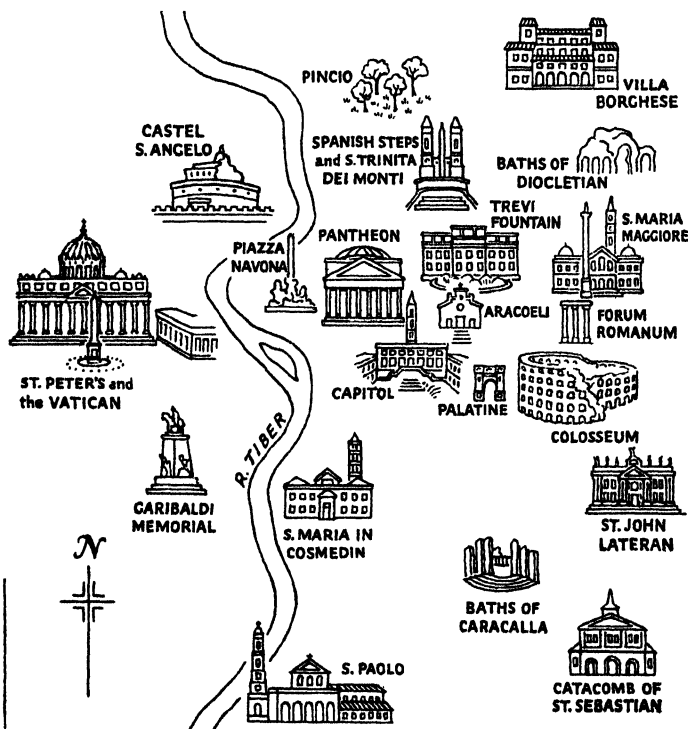 PINCIO
VILLA
BORGHESE
CASTEL
S. ANGELO
SPANISH STEPS
and S. TRINITA
DEI MONTI
BATHS OF
DIOCLETIAN
TREVI
FOUNTAIN
S. MARIA
MAGGIORE
PIAZZA
NAVONA
PANTHEON
ARACOELI
FORUM
ROMANUM
ST. PETER'S and
the VATICAN
CAPITOL
PALATINE
COLOSSEUM
R. TIBER
GARIBALDI
MEMORIAL
S. MARIA IN
COSMEDIN
ST. JOHN
LATERAN
N
BATHS OF
CARACALLA
S. PAOLO
CATACOMB OF
ST. SEBASTIAN